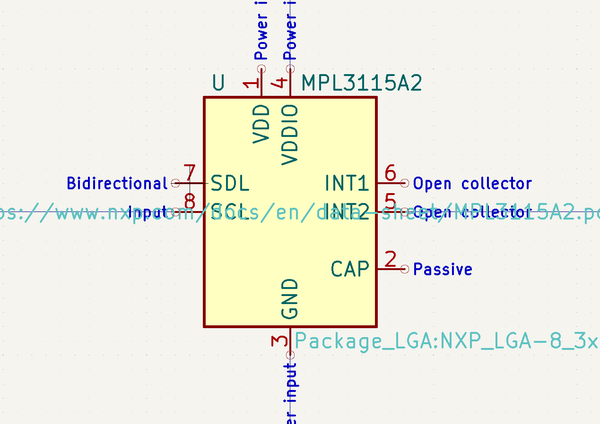 Power i
Power i
1
4
U
MPL3115A2
VDD
VDDIO
Bidirectional
7
SDL
INT1
6
Open collector
Input
8
SCL
INT2
5
Open collector
ps://www.nxp.com/docs/en/data-sheet/MPL3115A2.pd
CAP
2
Passive
GND
3
Package_LGA:NXP_LGA-8_3x
er input